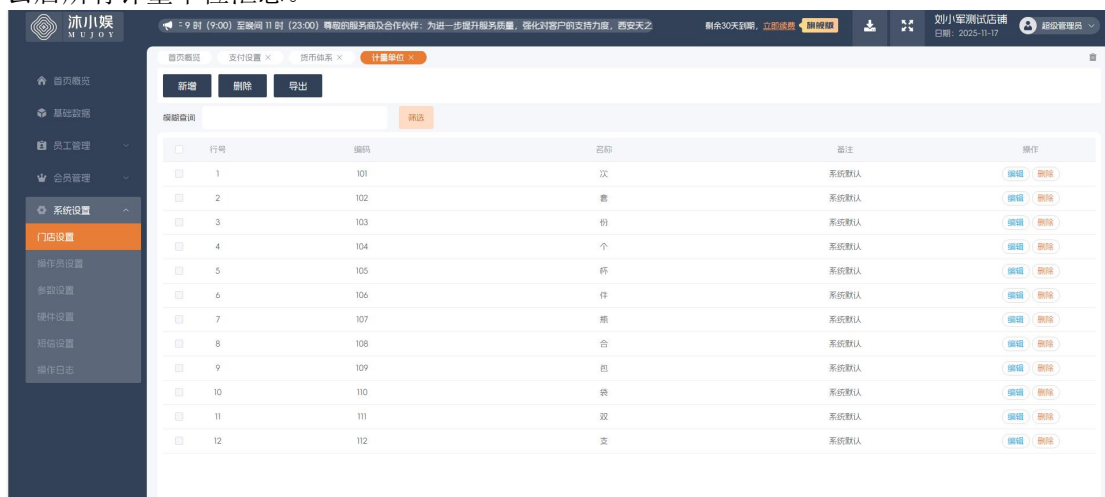 沐小娱
MUJOY
: 9 时 (9:00) 至晚间 11 时 (23:00) 尊敬的服务商及合作伙伴: 为进一步提升服务质量, 强化对客户的支持力度, 西安天之
剩余30天到期, 立即续费 旗舰版
刘小军测试店铺
日期: 2025-11-17
超级管理员
首页概览 支付设置 × 货币体系 × 计量单位 ×
首页概览
基础数据
员工管理
会员管理
系统设置
门店设置
操作员设置
参数设置
硬件设置
短信设置
操作日志
新增 删除 导出
模糊查询 筛选
行号 编码 名称 备注 操作
1 101 次 系统默认 编辑 删除
2 102 套 系统默认 编辑 删除
3 103 份 系统默认 编辑 删除
4 104 个 系统默认 编辑 删除
5 105 杯 系统默认 编辑 删除
6 106 件 系统默认 编辑 删除
7 107 瓶 系统默认 编辑 删除
8 108 合 系统默认 编辑 删除
9 109 包 系统默认 编辑 删除
10 110 袋 系统默认 编辑 删除
11 111 双 系统默认 编辑 删除
12 112 支 系统默认 编辑 删除